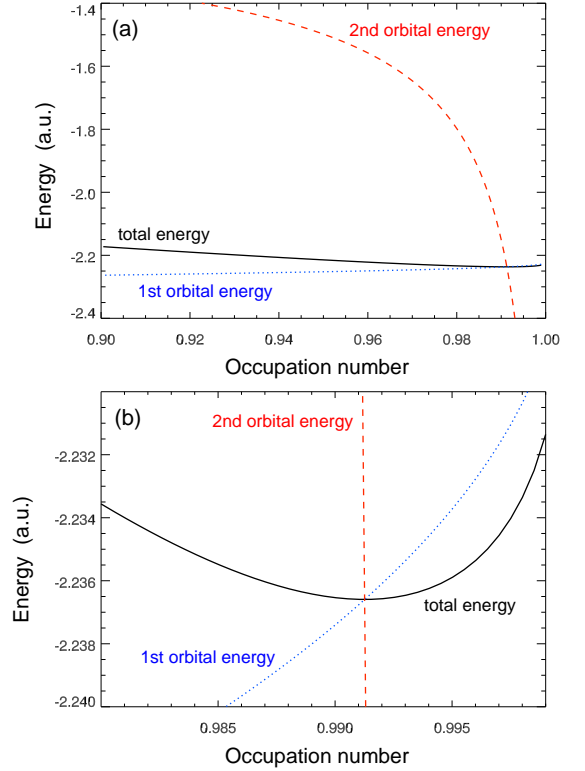 (a)
2nd orbital energy
total energy
1st orbital energy
-1.4
-1.6
-1.8
-2.0
-2.2
-2.4
Energy (a.u.)
0.90 0.92 0.94 0.96 0.98 1.00
Occupation number
(b)
2nd orbital energy
total energy
1st orbital energy
-2.232
-2.234
-2.236
-2.238
-2.240
Energy (a.u.)
0.985 0.990 0.995
Occupation number